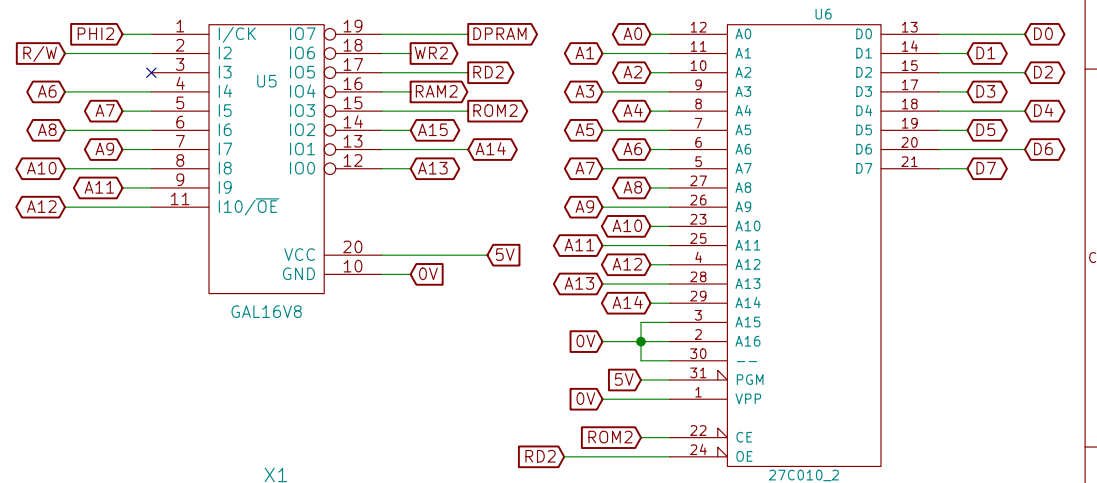 PHI2 1 I/CK IO7 19 DPRAM
R/W 2 I2 IO6 18 WR2
3 I3 IO5 17 RD2
U5
A6 4 I4 IO4 16 RAM2
A7 5 I5 IO3 15 ROM2
A8 6 I6 IO2 14 A15
A9 7 I7 IO1 13 A14
A10 8 I8 IO0 12 A13
A11 9 I9
A12 11 I10/OE
VCC 20 5V
GND 10 0V
GAL16V8
X1
U6
A0 12 A0 D0 13 D0
A1 11 A1 D1 14 D1
A2 10 A2 D2 15 D2
A3 9 A3 D3 17 D3
A4 8 A4 D4 18 D4
A5 7 A5 D5 19 D5
A6 6 A6 D6 20 D6
A7 5 A7 D7 21 D7
A8 27 A8
A9 26 A9
A10 23 A10
A11 25 A11
A12 4 A12
A13 28 A13
A14 29 A14
3 A15
0V 2 A16
30 --
5V 31 PGM
0V 1 VPP
ROM2 22 CE
RD2 24 OE
27C010_2
C